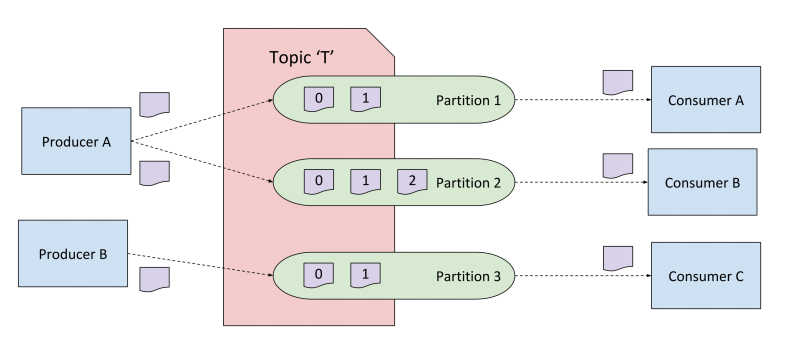 Topic ‘T’
0 1 Partition 1
Consumer A
Producer A
0 1 2 Partition 2
Consumer B
Producer B
0 1 Partition 3
Consumer C